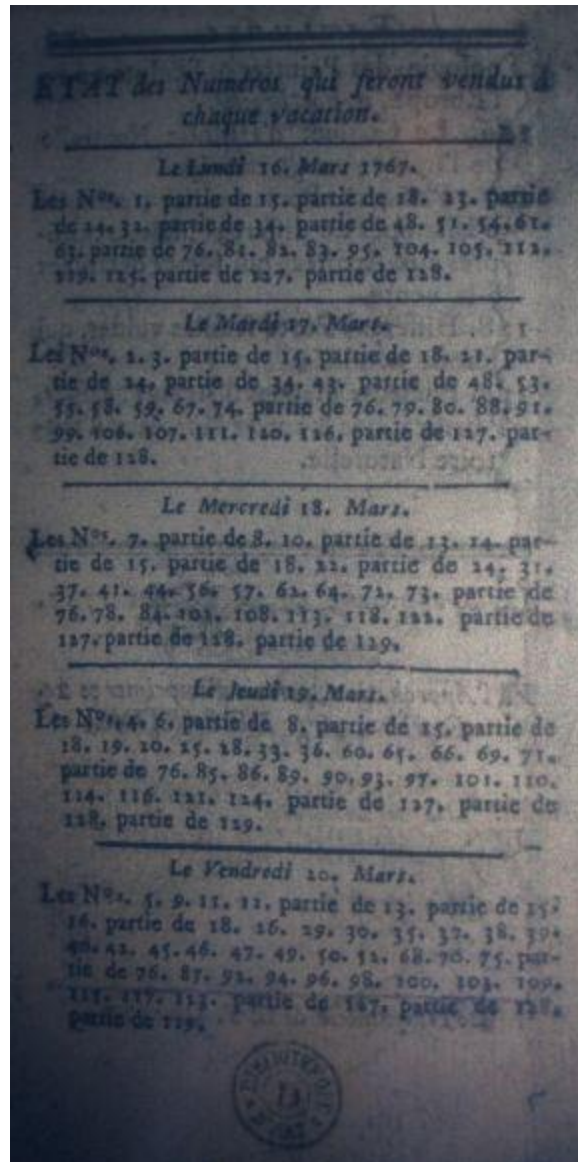 ETAT des Numéros qui seront vendus à
chaque vacation.
Le Lundi 16. Mars 1767.
Les Nos. 1. partie de 15. partie de 18. 23. partie
de 24. 32. partie de 34. partie de 48. 51. 54. 61.
63. partie de 76. 81. 82. 83. 95. 104. 105. 112.
119. 125. partie de 127. partie de 128.
Le Mardi 17. Mars.
Les Nos. 2. 3. partie de 15. partie de 18. 21. par-
tie de 24. partie de 34. 43. partie de 48. 53.
55. 58. 59. 67. 74. partie de 76. 79. 80. 88. 91.
99. 106. 107. 111. 120. 126. partie de 127. par-
tie de 128.
Le Mercredi 18. Mars.
Les Nos. 7. partie de 8. 10. partie de 13. 14. par-
tie de 15. partie de 18. 22. partie de 24. 31.
37. 41. 44. 56. 57. 62. 64. 72. 73. partie de
76. 78. 84. 102. 108. 113. 118. 122. partie de
127. partie de 128. partie de 129.
Le Jeudi 19. Mars.
Les Nos. 4. 6. partie de 8. partie de 15. partie de
18. 19. 20. 25. 28. 33. 36. 60. 65. 66. 69. 71.
partie de 76. 85. 86. 89. 90. 93. 97. 101. 110.
114. 116. 121. 124. partie de 127. partie de
128. partie de 129.
Le Vendredi 20. Mars.
Les Nos. 5. 9. 11. 12. partie de 13. partie de 15.
16. partie de 18. 26. 29. 30. 35. 37. 38. 39.
40. 42. 45. 46. 47. 49. 50. 52. 68. 70. 75. par-
tie de 76. 87. 92. 94. 96. 98. 100. 103. 109.
115. 117. 123. partie de 127. partie de 128.
partie de 129.